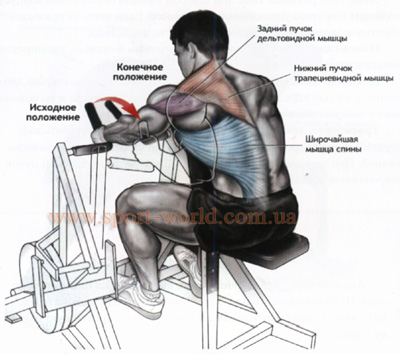 Задний пучок
дельтовидной мышцы
Конечное
положение
Нижний пучок
трапециевидной мышцы
Исходное
положение
Широчайшая
мышца спины
www.sport-world.com.ua